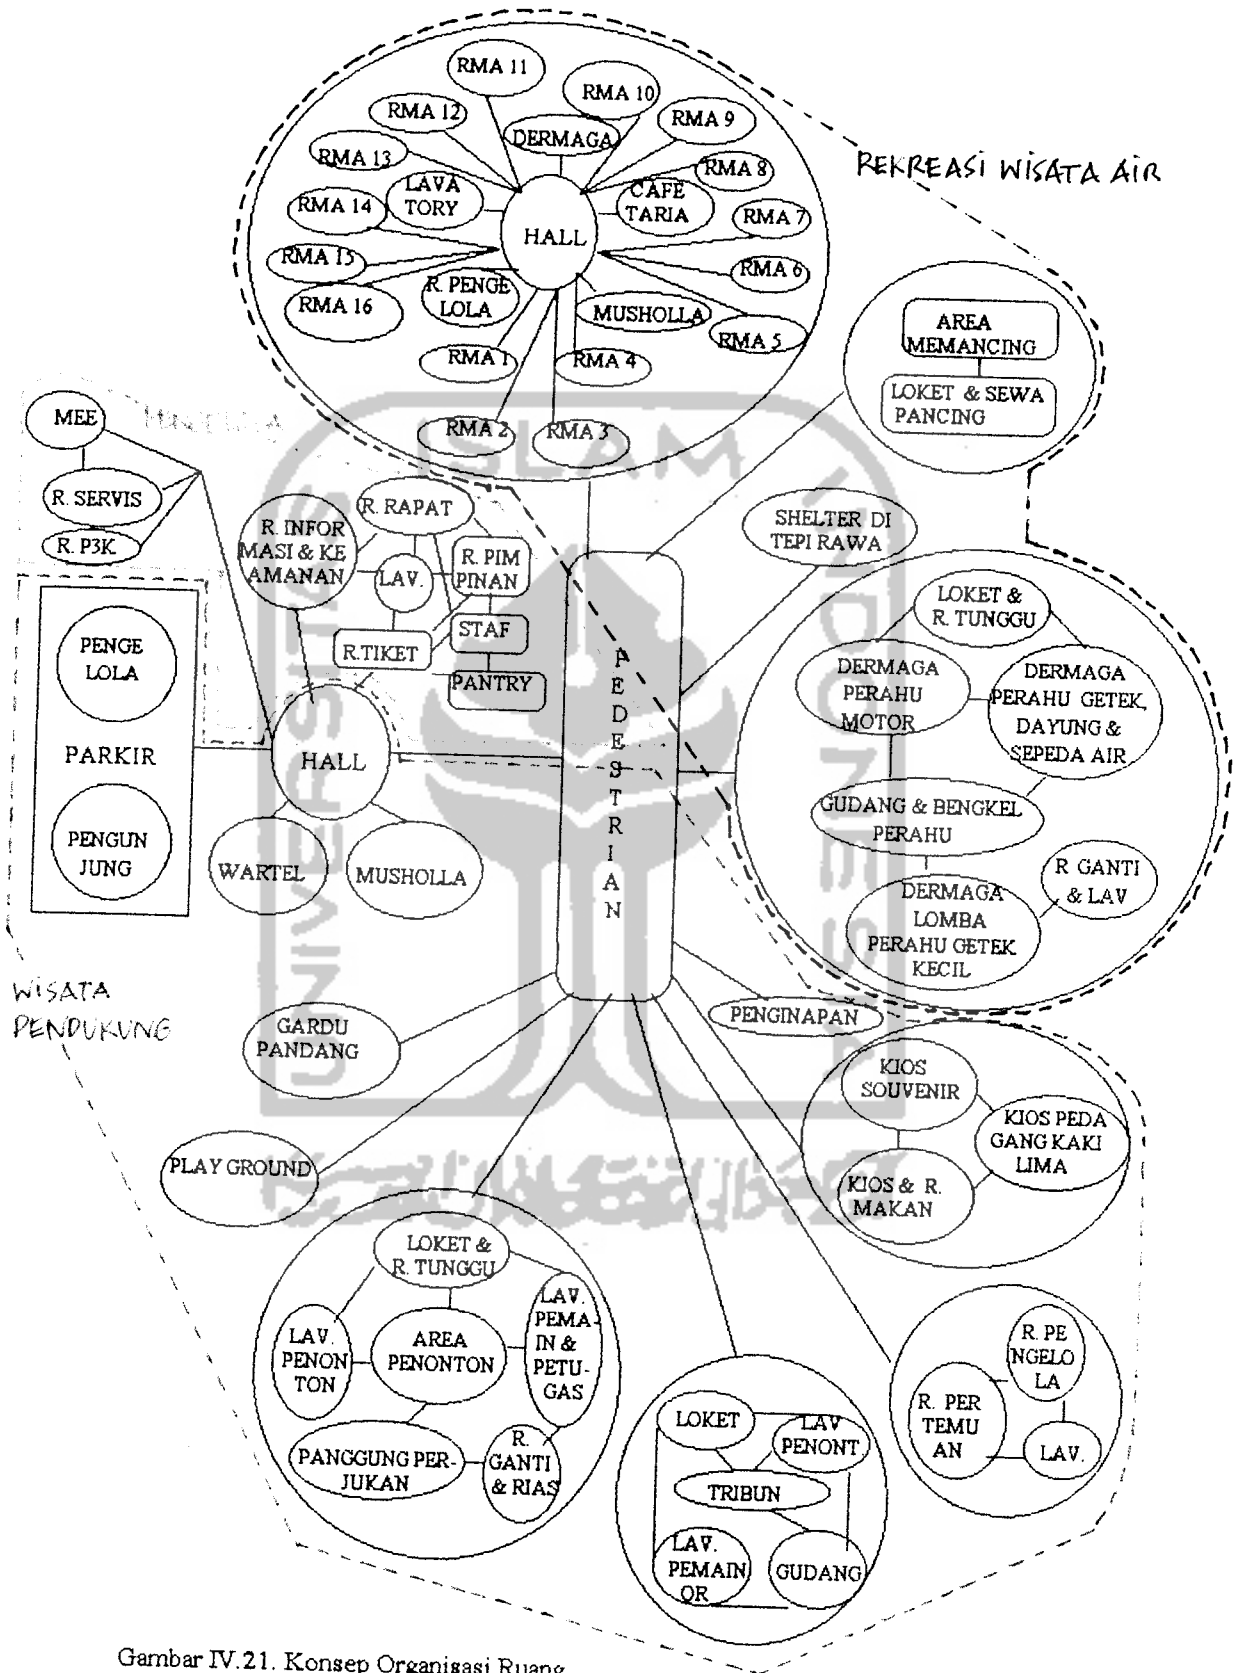 RMA 11
RMA 10
RMA 12
RMA 9
DERMAGA
RMA 13
RMA 8
REKREASI WISATA AIR
LAVA
TORY
CAFE
TARIA
RMA 14
RMA 7
HALL
RMA 15
RMA 6
R. PENGE
LOLA
RMA 16
MUSHOLLA
RMA 5
RMA 1
RMA 4
RMA 2
RMA 3
AREA
MEMANCING
LOKET & SEWA
PANCING
MEE
R. SERVIS
R. P3K
R. RAPAT
R. INFOR
MASI & KE
AMANAN
LAV.
R. PIM
PINAN
STAF
R.TIKET
PANTRY
SHELTER DI
TEPI RAWA
LOKET &
R. TUNGGU
DERMAGA
PERAHU
MOTOR
DERMAGA
PERAHU GETEK,
DAYUNG &
SEPEDA AIR
GUDANG & BENGKEL
PERAHU
R GANTI
& LAV
DERMAGA
LOMBA
PERAHU GETEK
KECIL
PENGE
LOLA
PARKIR
PENGUN
JUNG
HALL
WARTEL
MUSHOLLA
PEDESTRIAN
UNIVERSITAS
ISLAM
INDONESIA
WISATA
PENDUKUNG
GARDU
PANDANG
PENGINAPAN
KIOS
SOUVENIR
KIOS PEDA
GANG KAKI
LIMA
KIOS & R.
MAKAN
PLAY GROUND
LOKET &
R. TUNGGU
LAV.
PENON
TON
AREA
PENONTON
LAV.
PEMA-
IN &
PETU-
GAS
PANGGUNG PER-
JUKAN
R.
GANTI
& RIAS
LOKET
LAV
PENONT
TRIBUN
LAV.
PEMAIN
OR
GUDANG
R. PE
NGELO
LA
R. PER
TEMU
AN
LAV.
Gambar IV.21. Konsep Organisasi Ruang